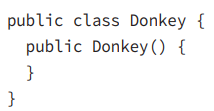 public class Donkey {
  public Donkey() {
  }
}